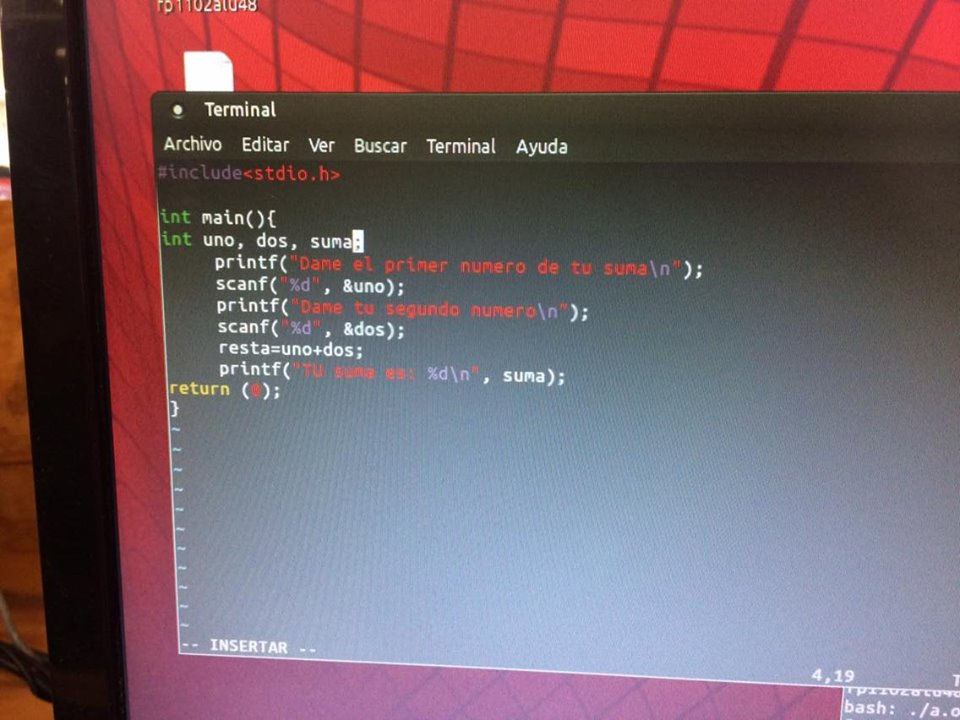 rp1102alu48
Terminal
Archivo Editar Ver Buscar Terminal Ayuda
#include<stdio.h>
int main(){
int uno, dos, suma;
printf("Dame el primer numero de tu suma\n");
scanf("%d", &uno);
printf("Dame tu segundo numero\n");
scanf("%d", &dos);
resta=uno+dos;
printf("TU suma es: %d\n", suma);
return (0);
}
~
~
~
~
~
~
~
~
~
~
~
-- INSERTAR --
4,19
T
rp1102alu48
bash: ./a.o